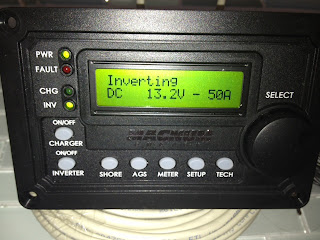 PWR
FAULT
CHG
INV
Inverting
DC 13.2V - 50A
SELECT
ON/OFF
CHARGER
ON/OFF
INVERTER
MAGNUM
SHORE
AGS
METER
SETUP
TECH